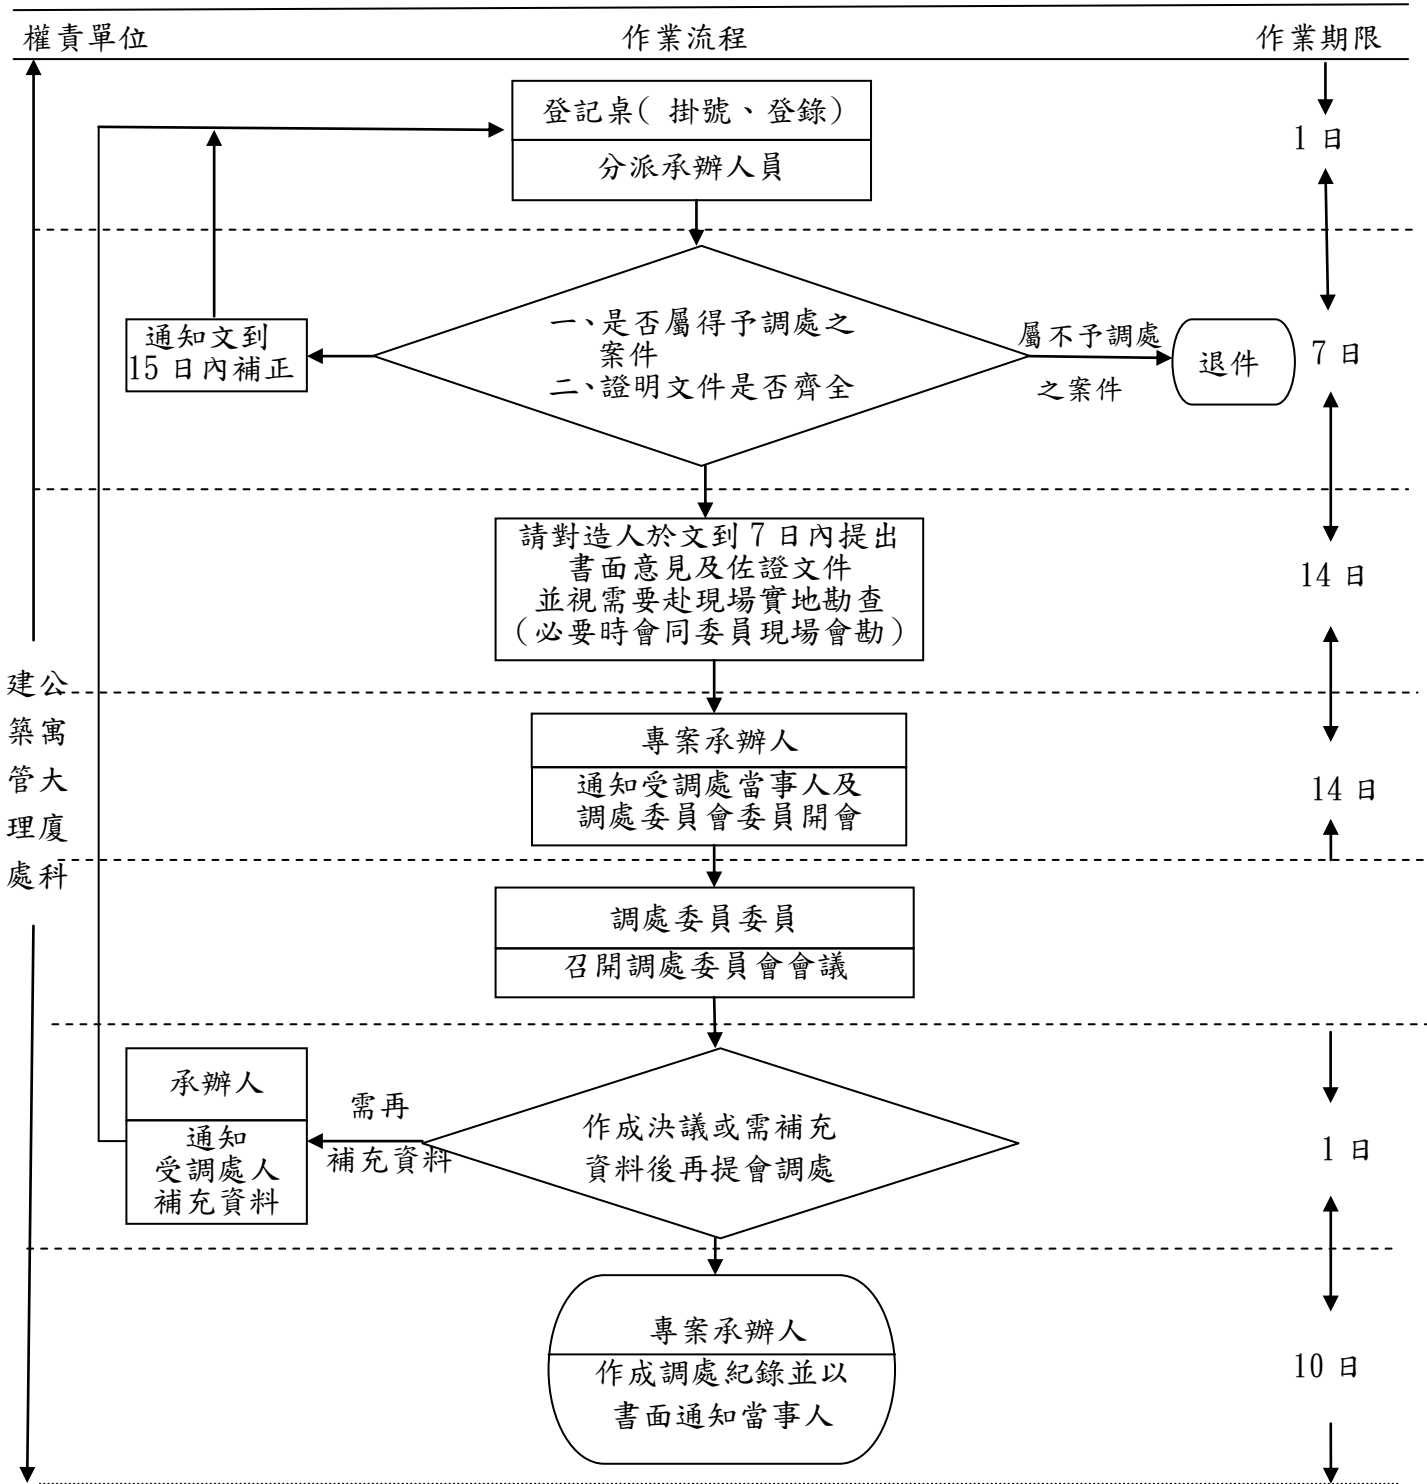 權責單位
作業流程
作業期限
登記桌( 掛號、登錄)
分派承辦人員
1 日
一、是否屬得予調處之
案件
二、證明文件是否齊全
通知文到
15 日內補正
屬不予調處
之案件
退件
7 日
請對造人於文到 7 日內提出
書面意見及佐證文件
並視需要赴現場實地勘查
(必要時會同委員現場會勘)
14 日
建築管理處
公寓大廈科
專案承辦人
通知受調處當事人及
調處委員會委員開會
14 日
調處委員委員
召開調處委員會會議
承辦人
通知
受調處人
補充資料
需再
補充資料
作成決議或需補充
資料後再提會調處
1 日
專案承辦人
作成調處紀錄並以
書面通知當事人
10 日